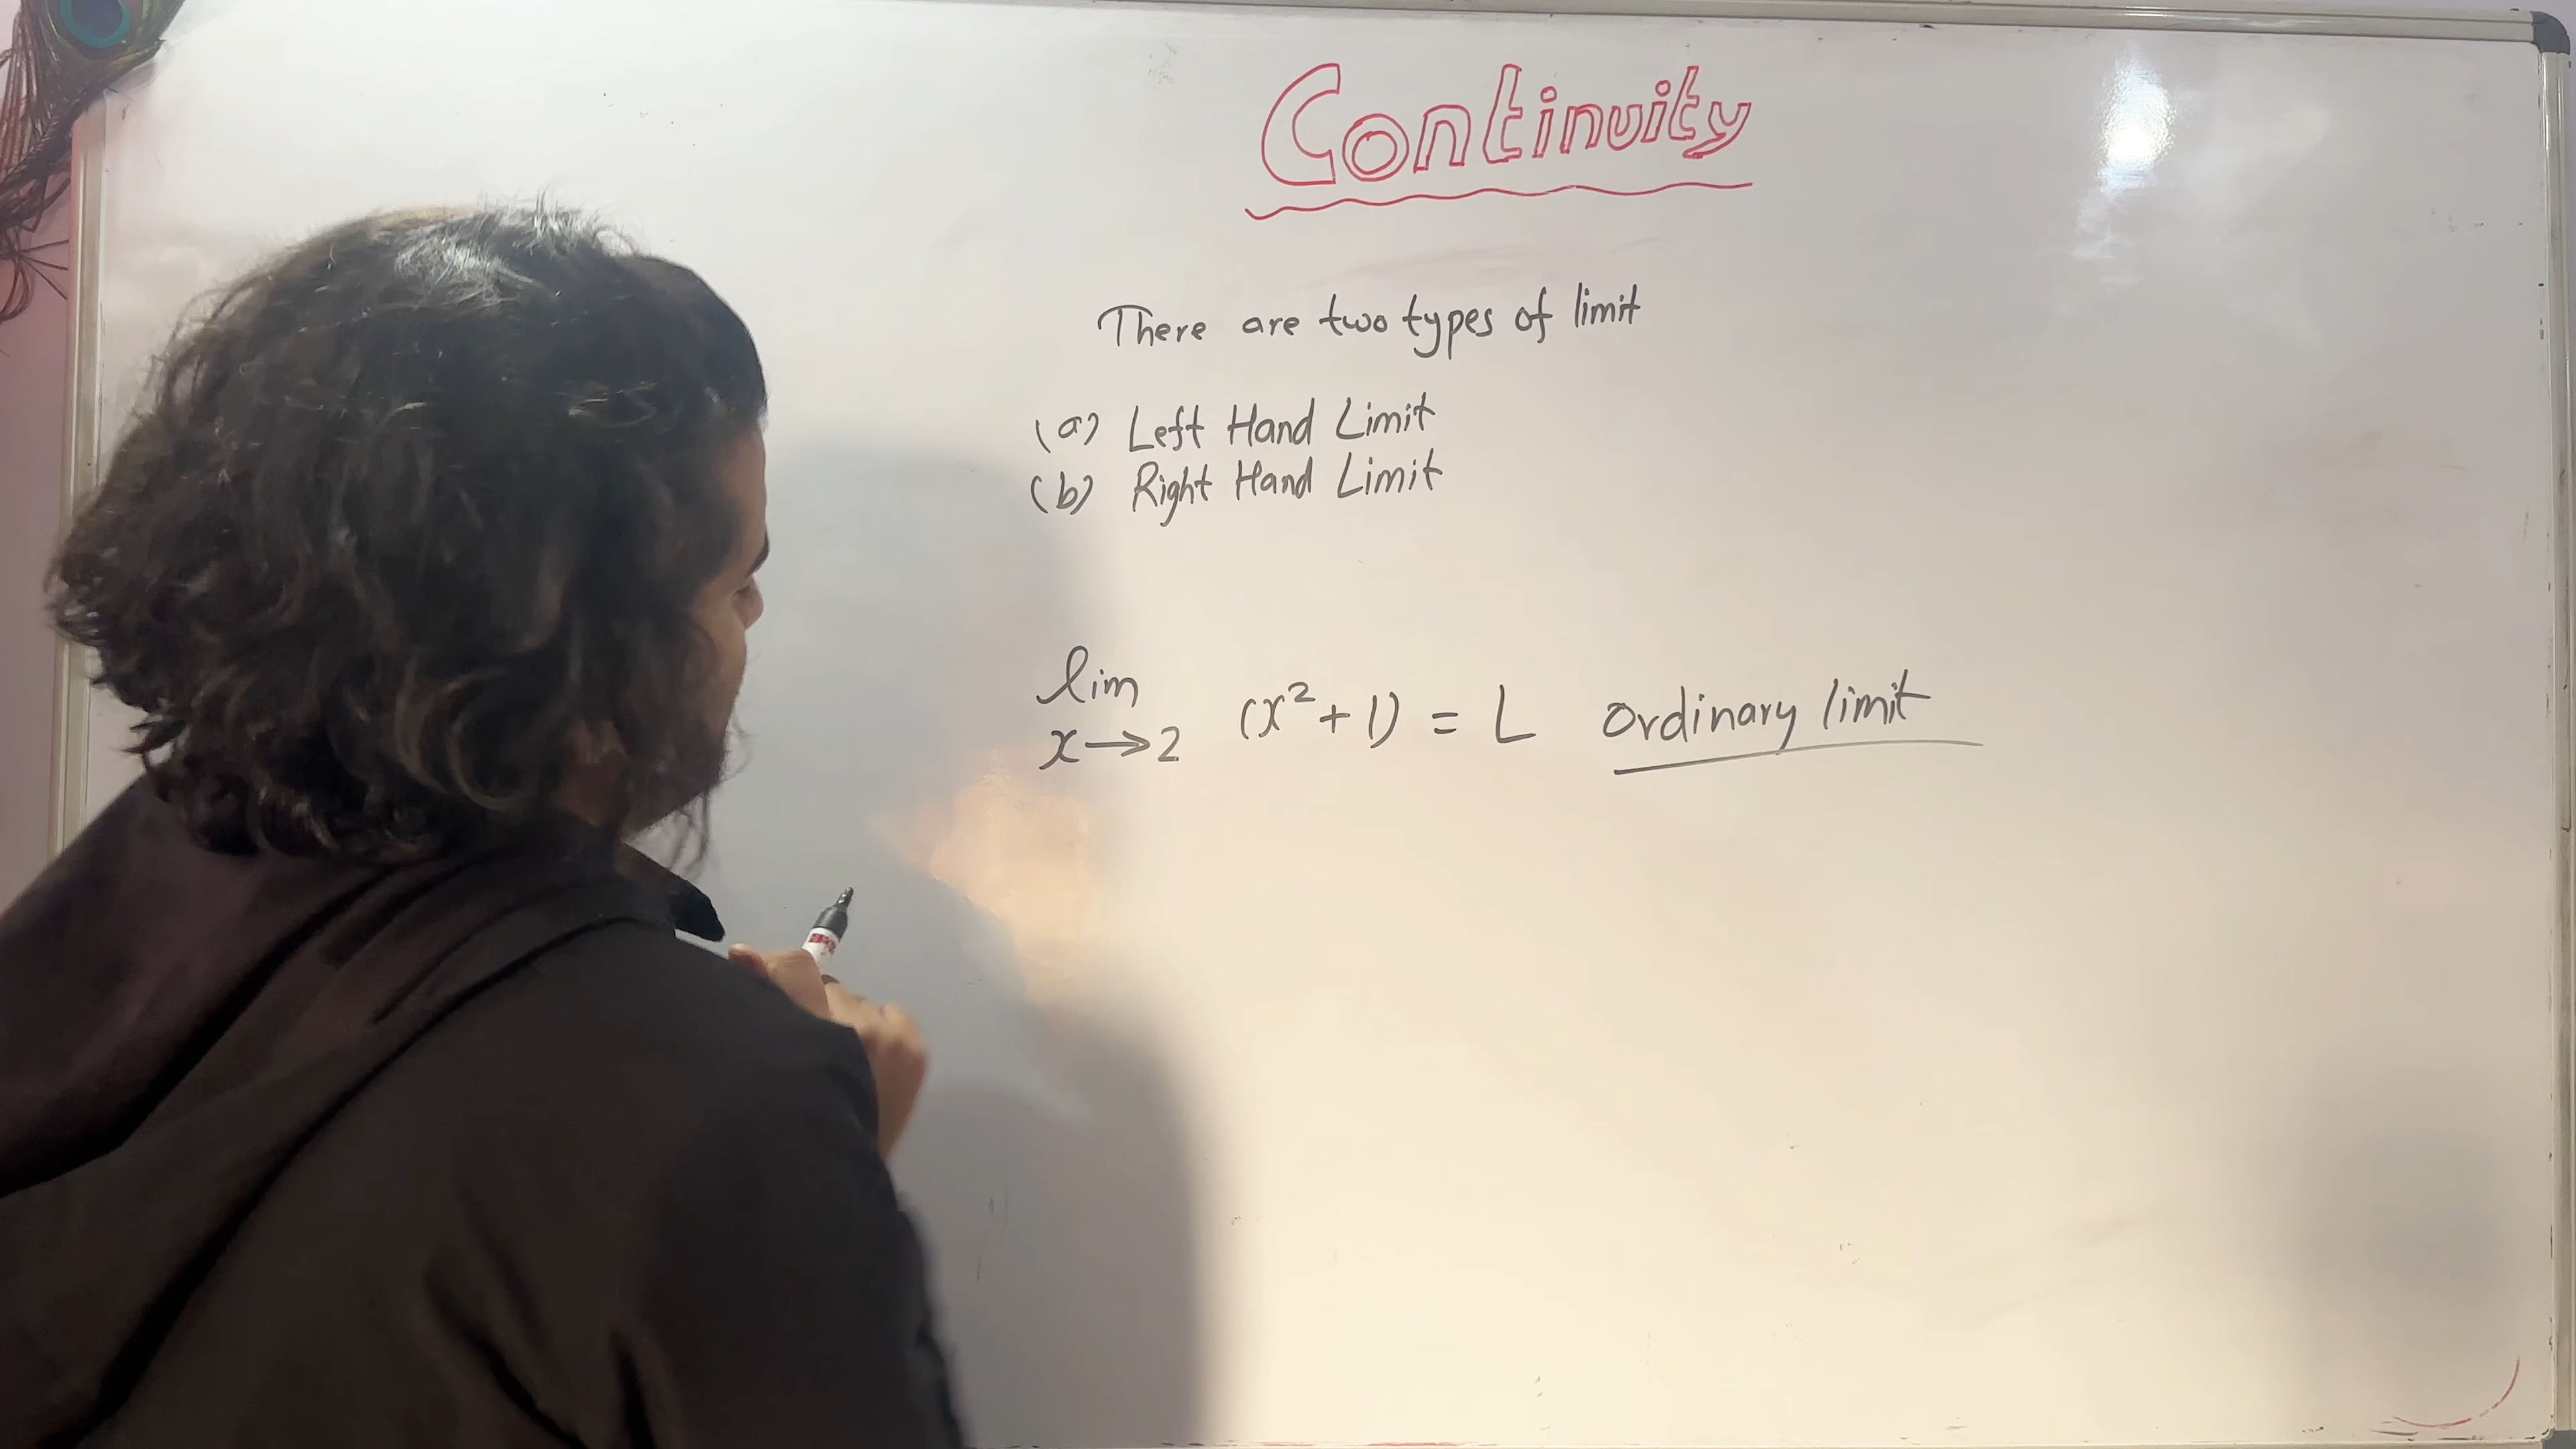 Continuity
There are two types of limit
(a) Left Hand Limit
(b) Right Hand Limit
lim
x→2 (x²+1) = L ordinary limit